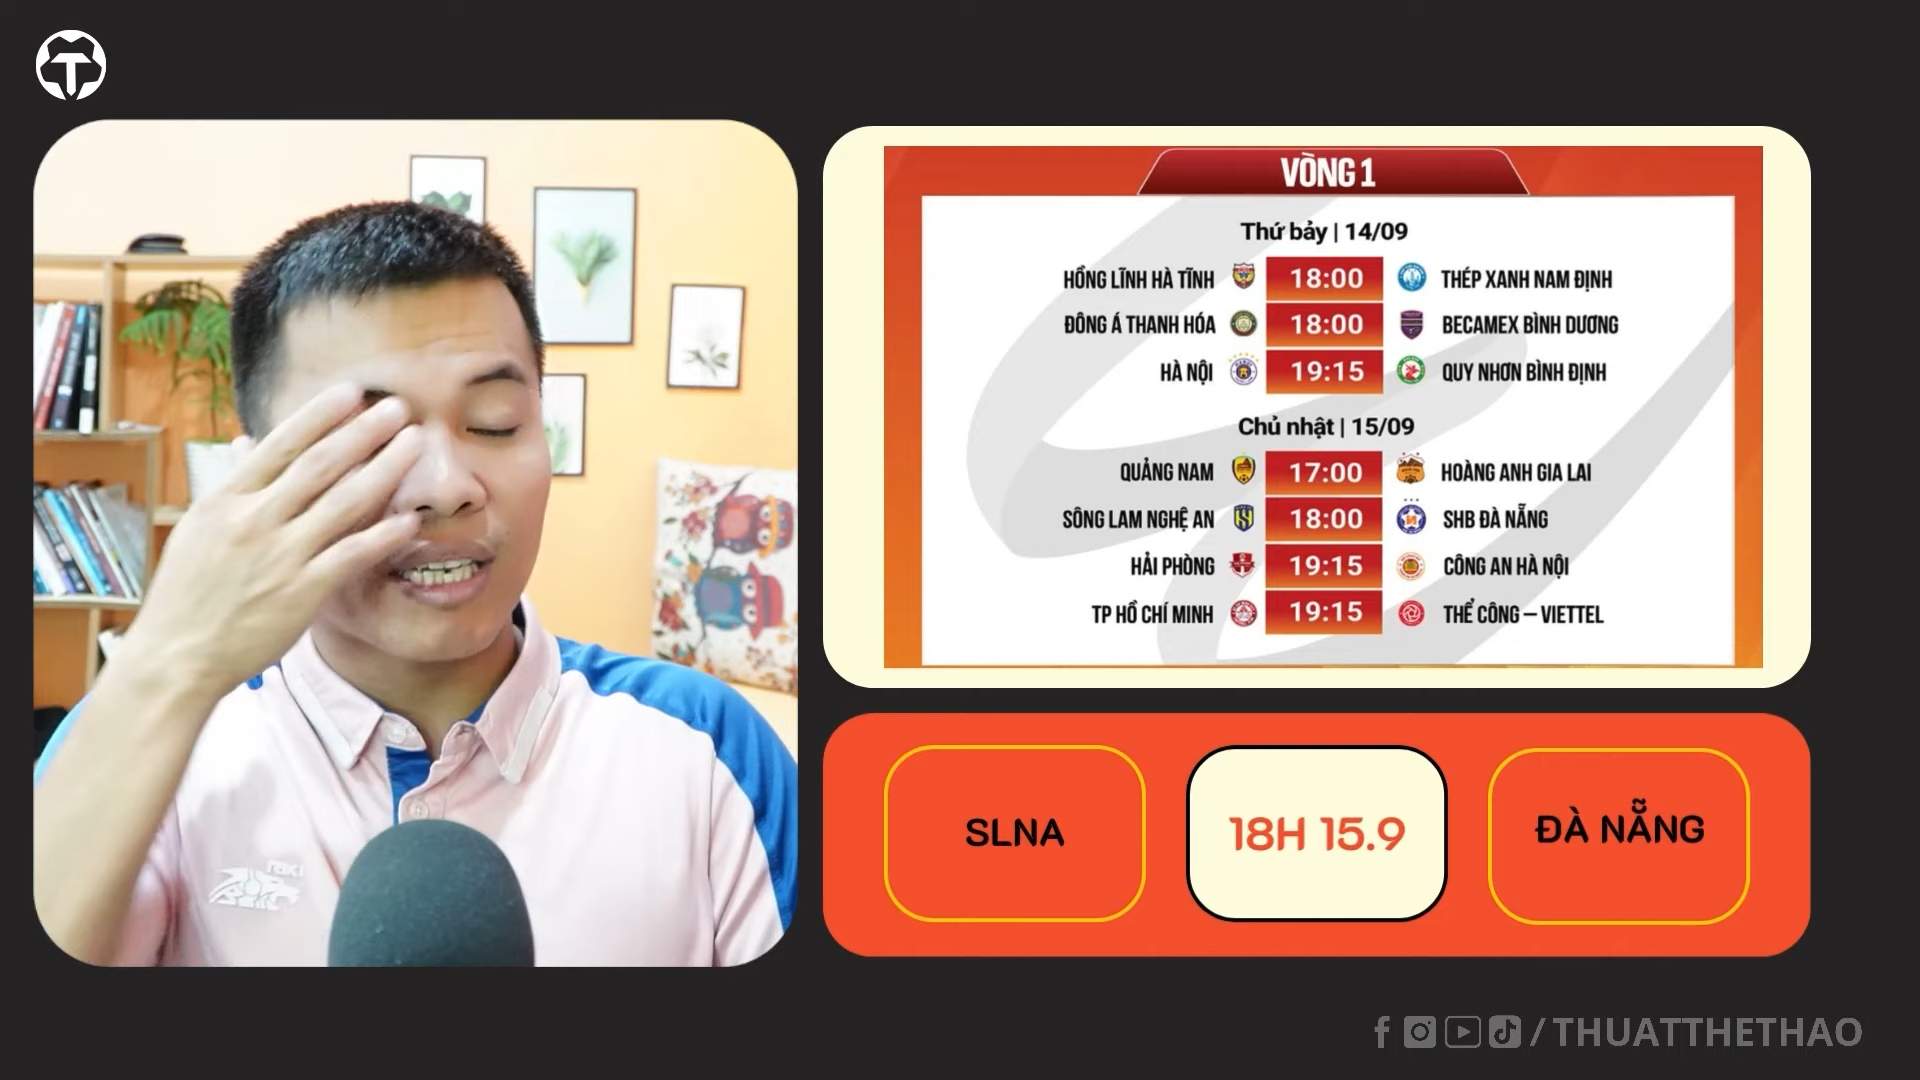 VÒNG 1
Thứ bảy | 14/09
HỒNG LĨNH HÀ TĨNH 18:00 THÉP XANH NAM ĐỊNH
ĐÔNG Á THANH HÓA 18:00 BECAMEX BÌNH DƯƠNG
HÀ NỘI 19:15 QUY NHƠN BÌNH ĐỊNH
Chủ nhật | 15/09
QUẢNG NAM 17:00 HOÀNG ANH GIA LAI
SÔNG LAM NGHỆ AN 18:00 SHB ĐÀ NẴNG
HẢI PHÒNG 19:15 CÔNG AN HÀ NỘI
TP HỒ CHÍ MINH 19:15 THỂ CÔNG – VIETTEL
SLNA 18H 15.9 ĐÀ NẴNG
/THUATTHETHAO